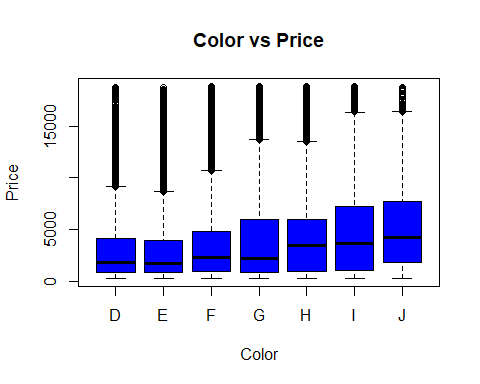 Color vs Price
Price
15000
5000
0
D E F G H I J
Color